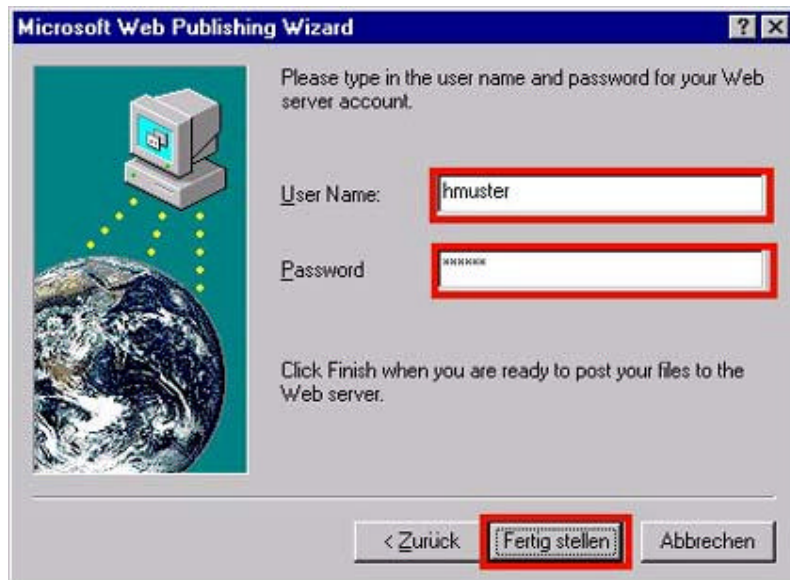 Microsoft Web Publishing Wizard
Please type in the user name and password for your Web
server account.
User Name:
hmuster
Password
××××××
Click Finish when you are ready to post your files to the
Web server.
< Zurück
Fertig stellen
Abbrechen